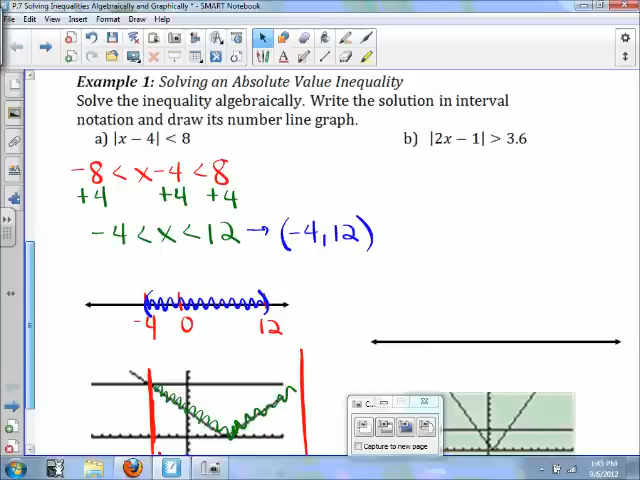 P.7 Solving Inequalities Algebraically and Graphically * - SMART Notebook
File Edit View Insert Format Draw Help
Example 1: Solving an Absolute Value Inequality
Solve the inequality algebraically. Write the solution in interval
notation and draw its number line graph.
a) |x − 4| < 8 b) |2x − 1| > 3.6
-8 < x-4 < 8
+4 +4 +4
-4 < x < 12 → (-4, 12)
-4 0 12
C...
Capture to new page
1:45 PM
9/6/2012